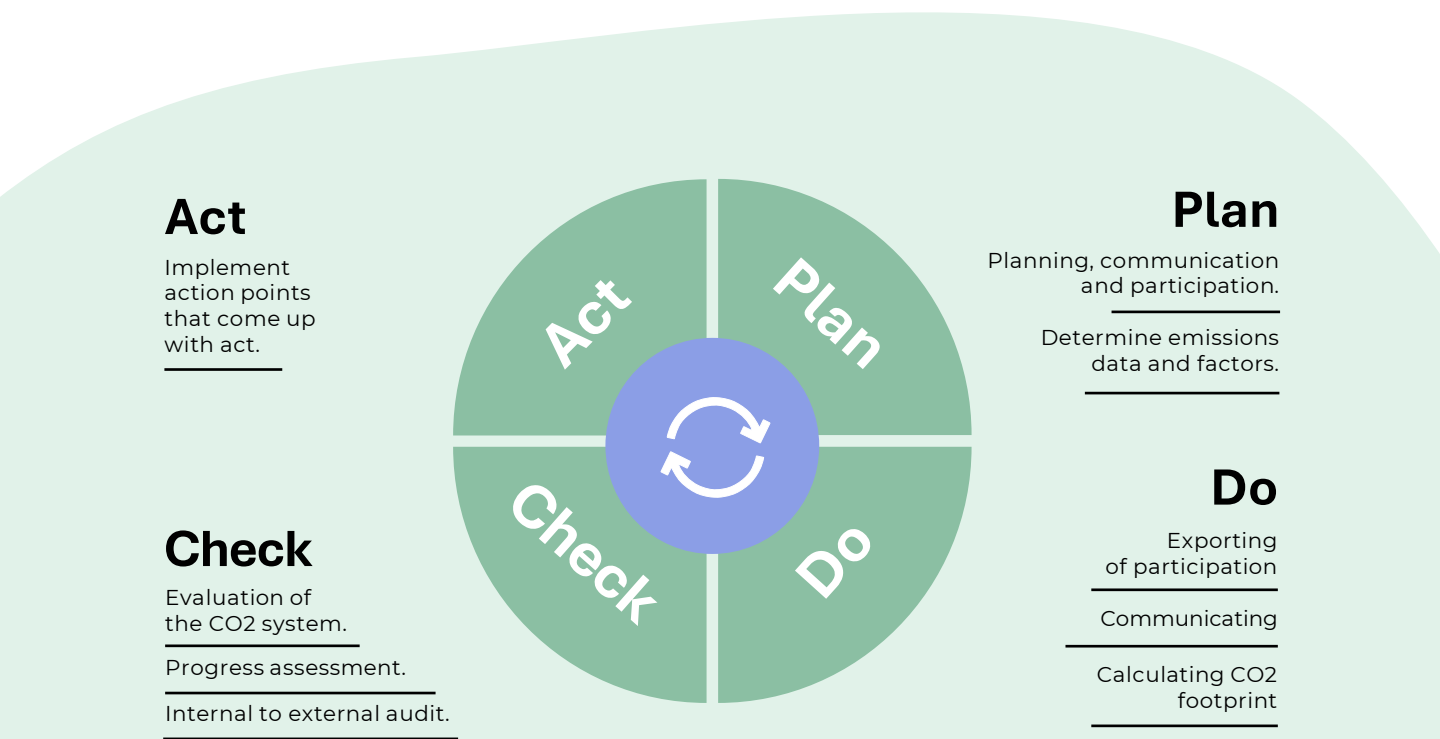 Act
Implement
action points
that come up
with act.
Check
Evaluation of
the CO2 system.
Progress assessment.
Internal to external audit.
Act
Plan
Check
Do
Plan
Planning, communication
and participation.
Determine emissions
data and factors.
Do
Exporting
of participation
Communicating
Calculating CO2
footprint